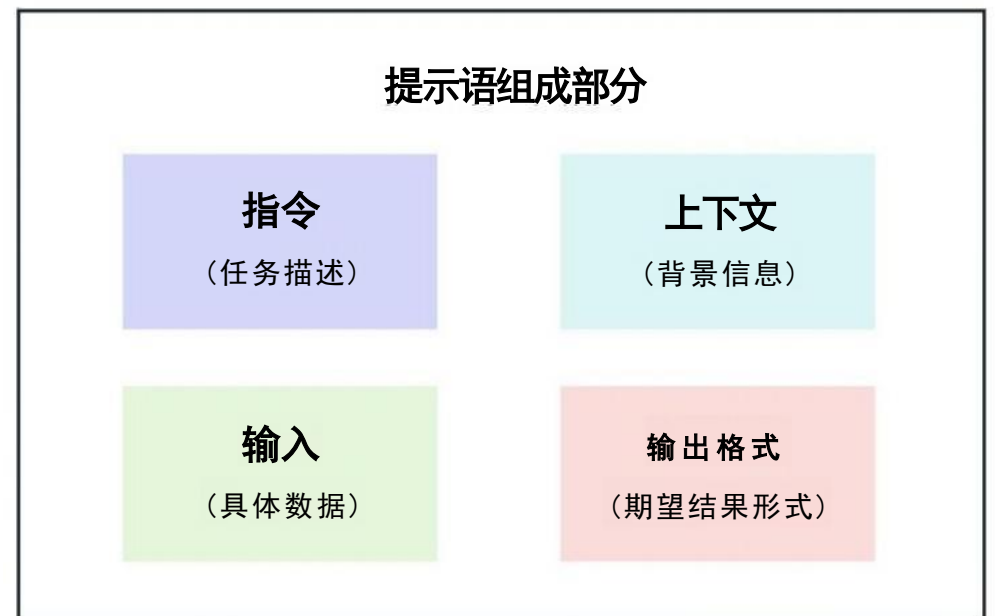 提示语组成部分
指令
（任务描述）
上下文
（背景信息）
输入
（具体数据）
输出格式
（期望结果形式）